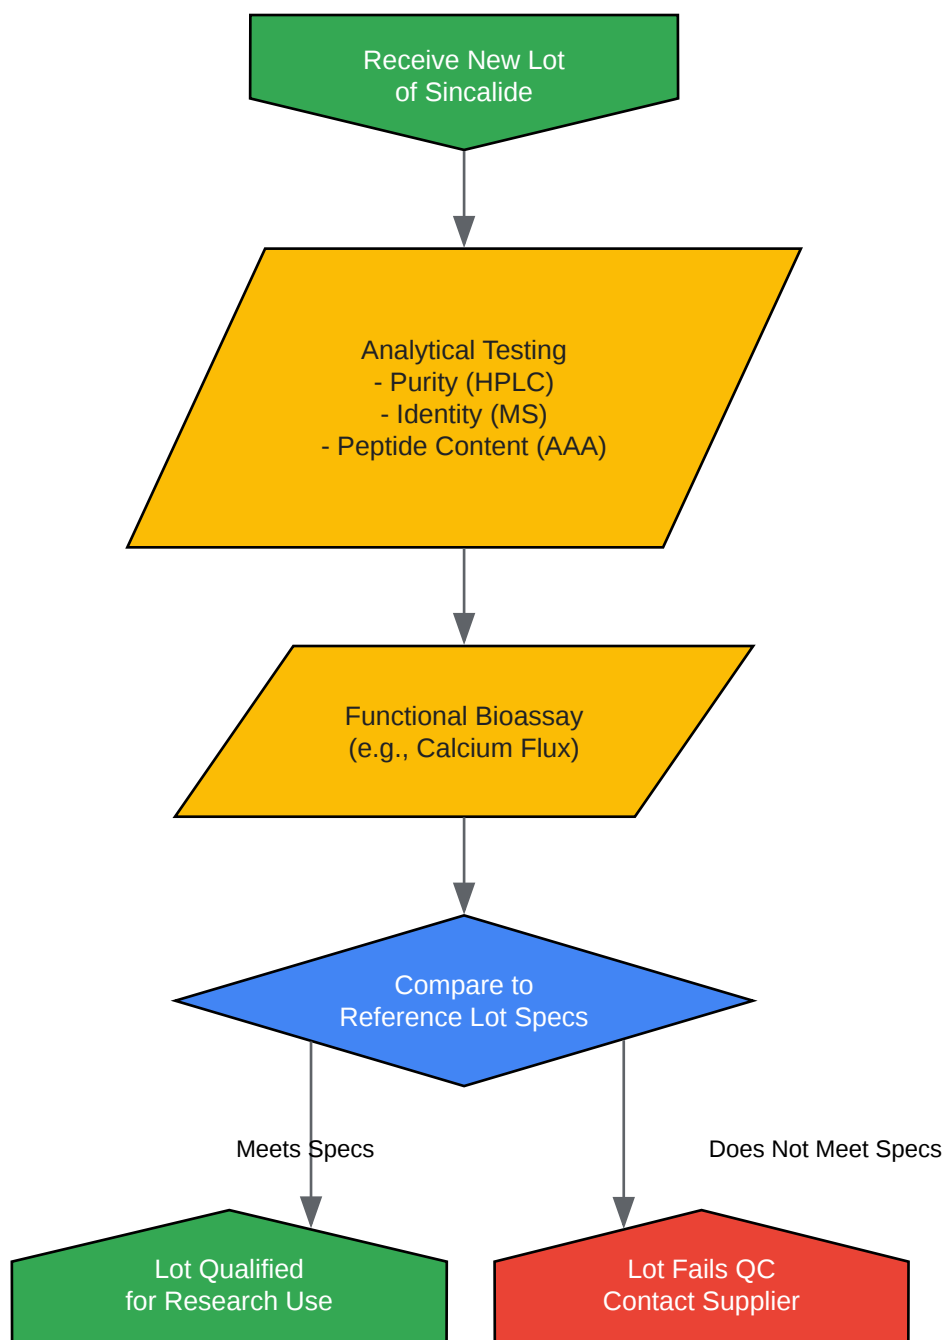 Receive New Lot
of Sincalide
Analytical Testing
- Purity (HPLC)
- Identity (MS)
- Peptide Content (AAA)
Functional Bioassay
(e.g., Calcium Flux)
Compare to
Reference Lot Specs
Meets Specs
Does Not Meet Specs
Lot Qualified
for Research Use
Lot Fails QC
Contact Supplier